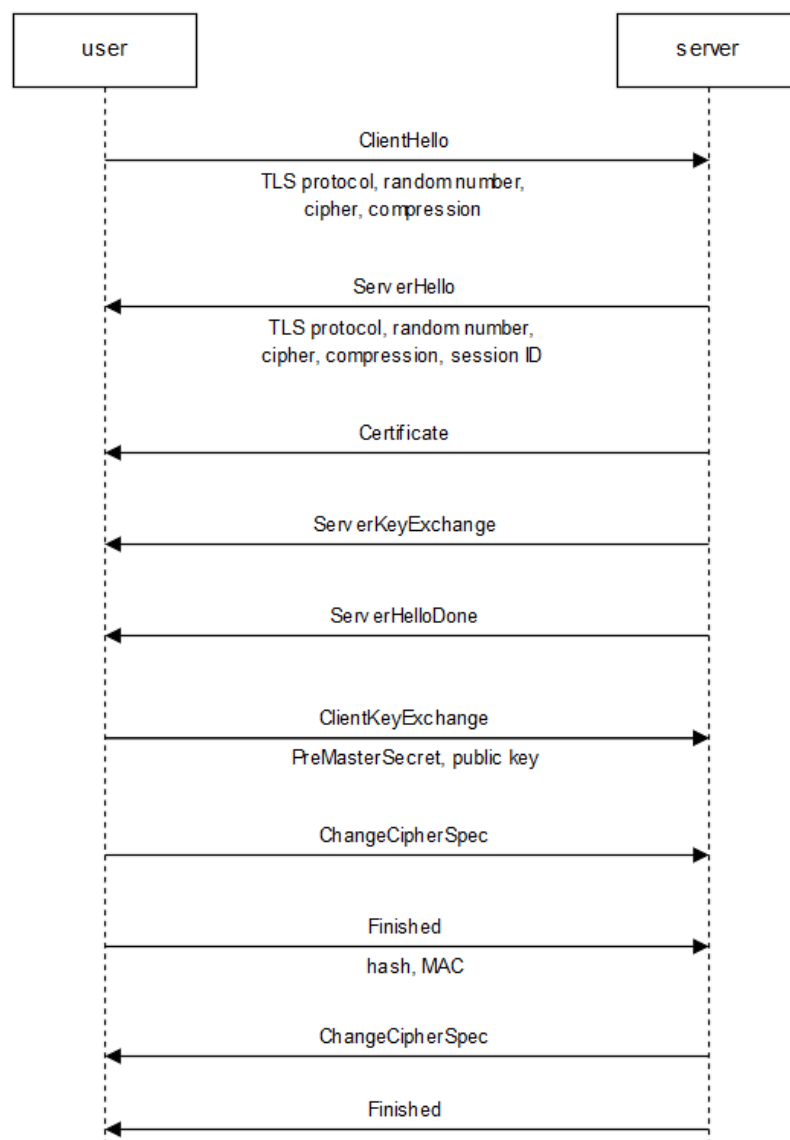 user
server
ClientHello
TLS protocol, random number,
cipher, compression
ServerHello
TLS protocol, random number,
cipher, compression, session ID
Certificate
ServerKeyExchange
ServerHelloDone
ClientKeyExchange
PreMasterSecret, public key
ChangeCipherSpec
Finished
hash, MAC
ChangeCipherSpec
Finished